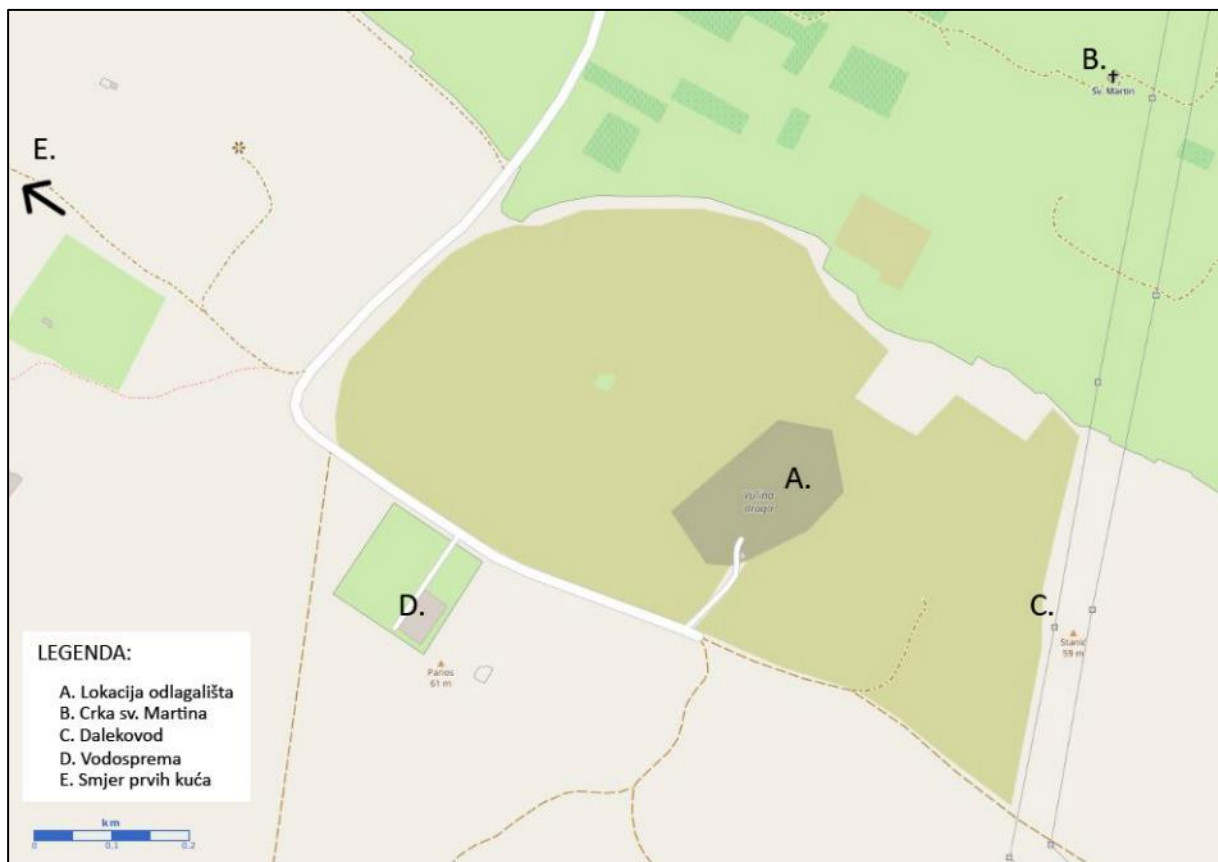 B.
Sv. Martin
E.
A.
Vučina
draga
D.
C.
Stanić
59 m
Parios
61 m
LEGENDA:
A. Lokacija odlagališta
B. Crka sv. Martina
C. Dalekovod
D. Vodosprema
E. Smjer prvih kuća
km
0 0.1 0.2